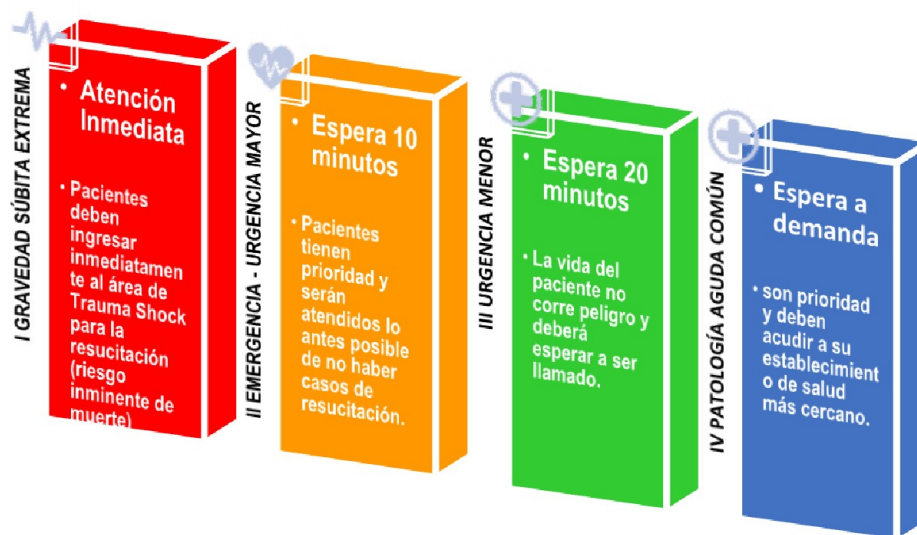 I GRAVEDAD SÚBITA EXTREMA
• Atención
Inmediata
• Pacientes
deben
ingresar
inmediatamen
te al área de
Trauma Shock
para la
resucitación
(riesgo
inminente de
muerte)
II EMERGENCIA - URGENCIA MAYOR
• Espera 10
minutos
• Pacientes
tienen
prioridad y
serán
atendidos lo
antes posible
de no haber
casos de
resucitación.
III URGENCIA MENOR
• Espera 20
minutos
• La vida del
paciente no
corre peligro y
deberá
esperar a ser
llamado.
IV PATOLOGÍA AGUDA COMÚN
• Espera a
demanda
• son prioridad
y deben
acudir a su
establecimient
o de salud
más cercano.